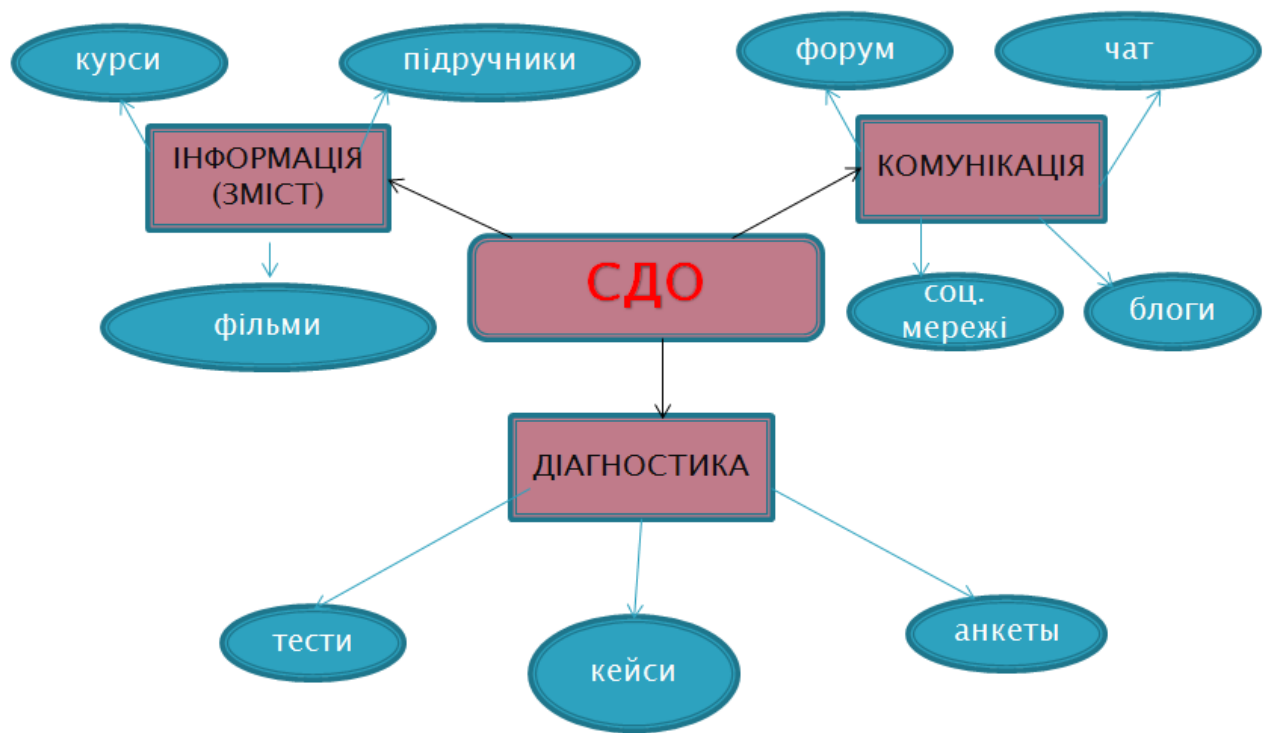 курси
підручники
форум
чат
ІНФОРМАЦІЯ
(ЗМІСТ)
КОМУНІКАЦІЯ
СДО
фільми
соц.
мережі
блоги
ДІАГНОСТИКА
тести
кейси
анкеты